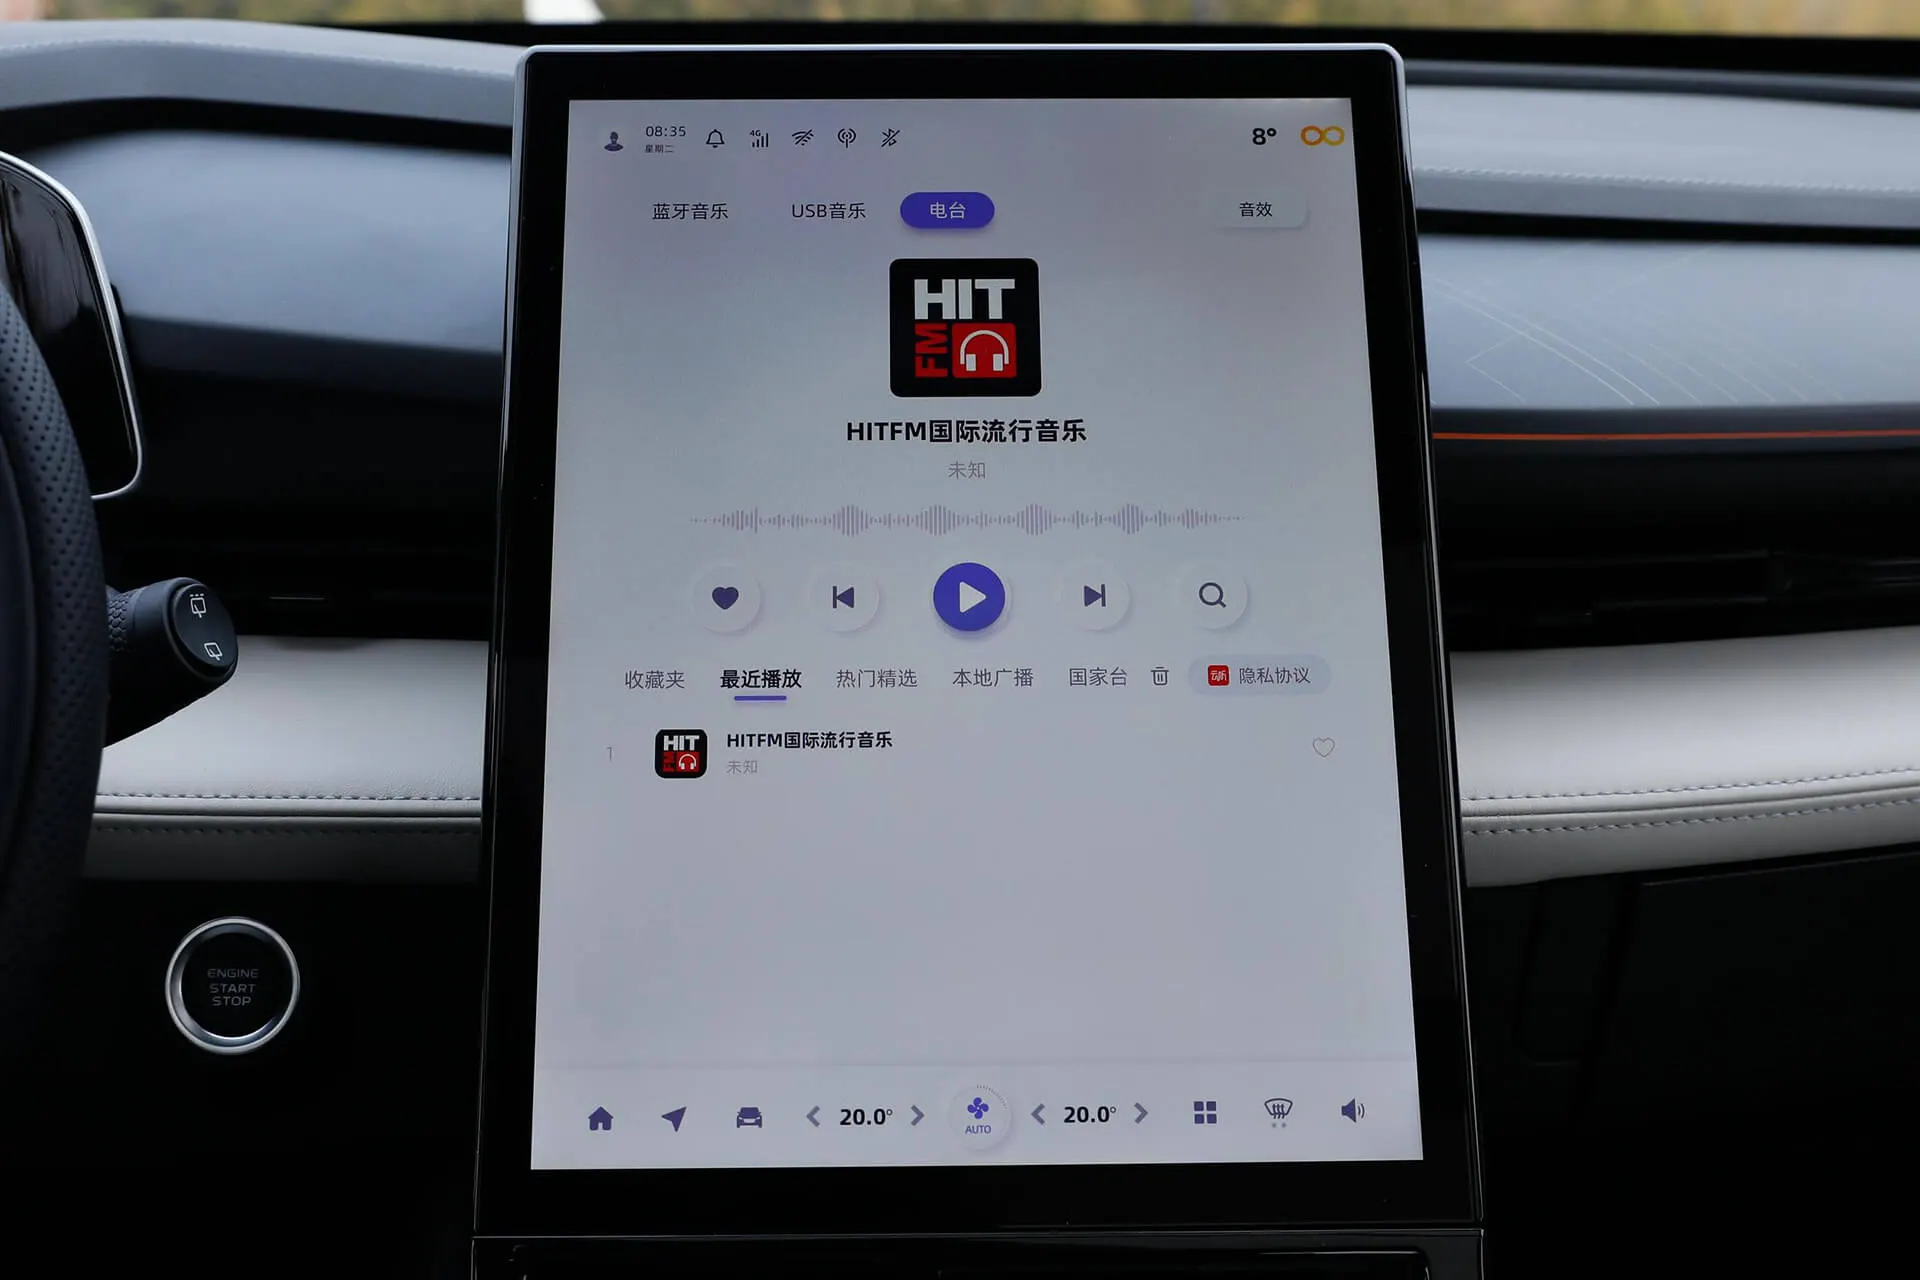 08:35
星期二
4G
8°
蓝牙音乐
USB音乐
电台
音效
HIT
FM
HITFM国际流行音乐
未知
收藏夹
最近播放
热门精选
本地广播
国家台
云听
隐私协议
1
HIT
FM
HITFM国际流行音乐
未知
ENGINE
START
STOP
20.0°
AUTO
20.0°